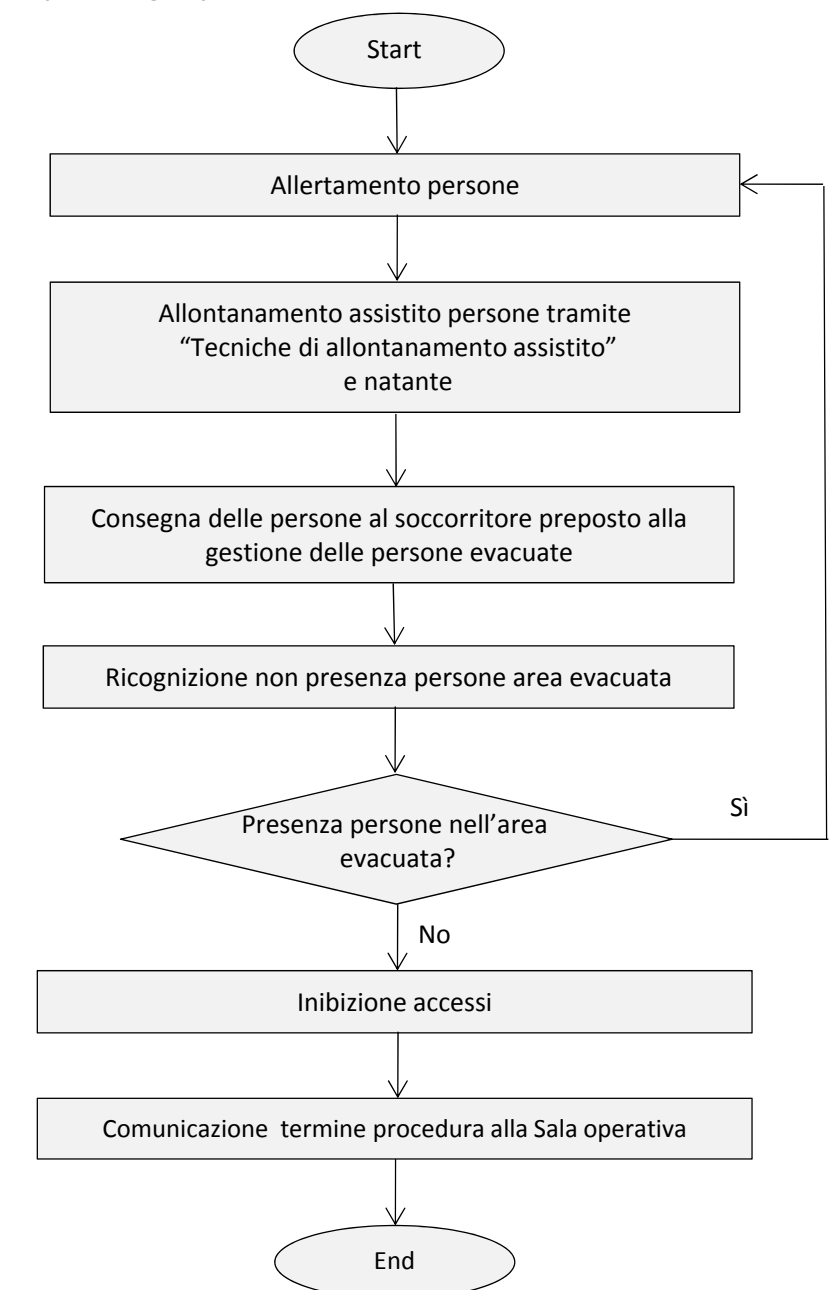 Start
Allertamento persone
Allontanamento assistito persone tramite
“Tecniche di allontanamento assistito”
e natante
Consegna delle persone al soccorritore preposto alla
gestione delle persone evacuate
Ricognizione non presenza persone area evacuata
Presenza persone nell’area
evacuata?
Sì
No
Inibizione accessi
Comunicazione  termine procedura alla Sala operativa
End